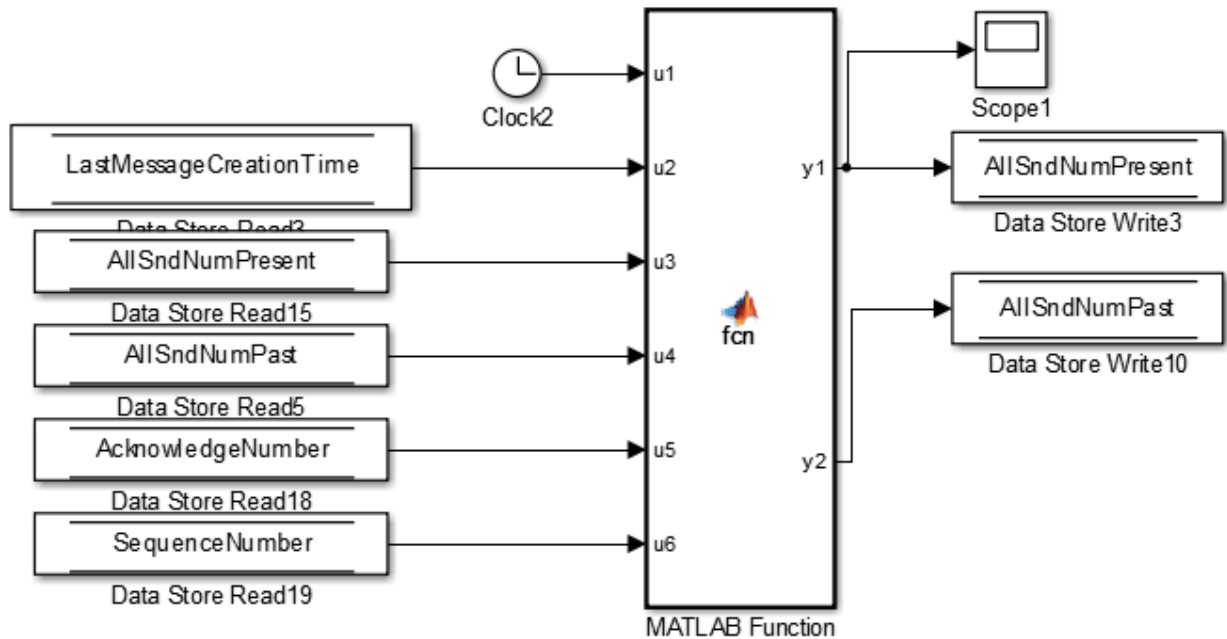 Clock2
LastMessageCreationTime
Data Store Read3
AllSndNumPresent
Data Store Read15
AllSndNumPast
Data Store Read5
AcknowledgeNumber
Data Store Read18
SequenceNumber
Data Store Read19
u1
u2
u3
u4
u5
u6
fcn
y1
y2
MATLAB Function
Scope1
AllSndNumPresent
Data Store Write3
AllSndNumPast
Data Store Write10